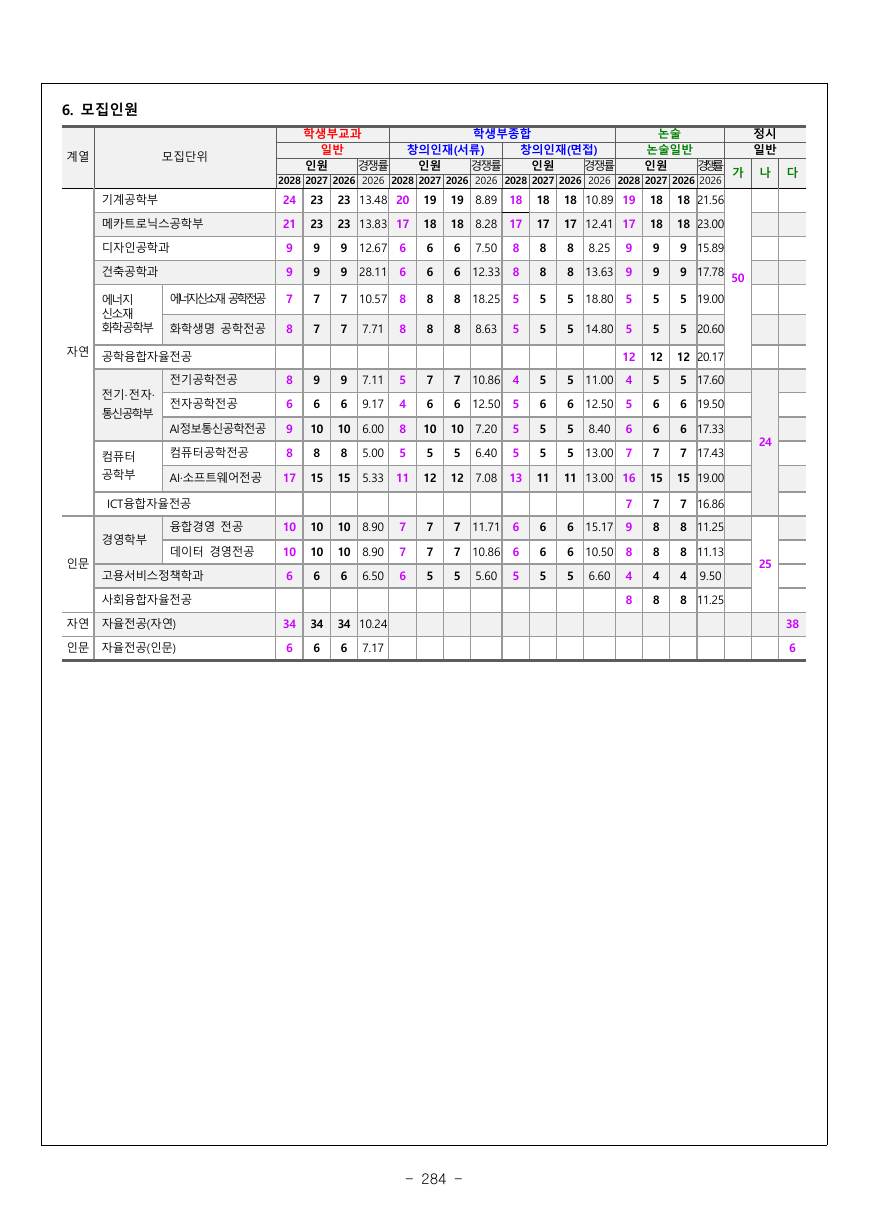 6. 모집인원
계열 모집단위 학생부교과 학생부종합 논술 정시
일반 창의인재(서류) 창의인재(면접) 논술일반 일반
인원 경쟁률 인원 경쟁률 인원 경쟁률 인원 경쟁률 가 나 다
2028 2027 2026 2026 2028 2027 2026 2026 2028 2027 2026 2026 2028 2027 2026 2026
자연 기계공학부 24 23 23 13.48 20 19 19 8.89 18 18 18 10.89 19 18 18 21.56 50
메카트로닉스공학부 21 23 23 13.83 17 18 18 8.28 17 17 17 12.41 17 18 18 23.00
디자인공학과 9 9 9 12.67 6 6 6 7.50 8 8 8 8.25 9 9 9 15.89
건축공학과 9 9 9 28.11 6 6 6 12.33 8 8 8 13.63 9 9 9 17.78
에너지 신소재 화학공학부 에너지신소재 공학전공 7 7 7 10.57 8 8 8 18.25 5 5 5 18.80 5 5 5 19.00
화학생명 공학전공 8 7 7 7.71 8 8 8 8.63 5 5 5 14.80 5 5 5 20.60
공학융합자율전공 12 12 12 20.17
전기·전자·통신공학부 전기공학전공 8 9 9 7.11 5 7 7 10.86 4 5 5 11.00 4 5 5 17.60 24
전자공학전공 6 6 6 9.17 4 6 6 12.50 5 6 6 12.50 5 6 6 19.50
AI정보통신공학전공 9 10 10 6.00 8 10 10 7.20 5 5 5 8.40 6 6 6 17.33
컴퓨터 공학부 컴퓨터공학전공 8 8 8 5.00 5 5 5 6.40 5 5 5 13.00 7 7 7 17.43
AI·소프트웨어전공 17 15 15 5.33 11 12 12 7.08 13 11 11 13.00 16 15 15 19.00
ICT융합자율전공 7 7 7 16.86
인문 경영학부 융합경영 전공 10 10 10 8.90 7 7 7 11.71 6 6 6 15.17 9 8 8 11.25 25
데이터 경영전공 10 10 10 8.90 7 7 7 10.86 6 6 6 10.50 8 8 8 11.13
고용서비스정책학과 6 6 6 6.50 6 5 5 5.60 5 5 5 6.60 4 4 4 9.50
사회융합자율전공 8 8 8 11.25
자연 자율전공(자연) 34 34 34 10.24 38
인문 자율전공(인문) 6 6 6 7.17 6
- 284 -